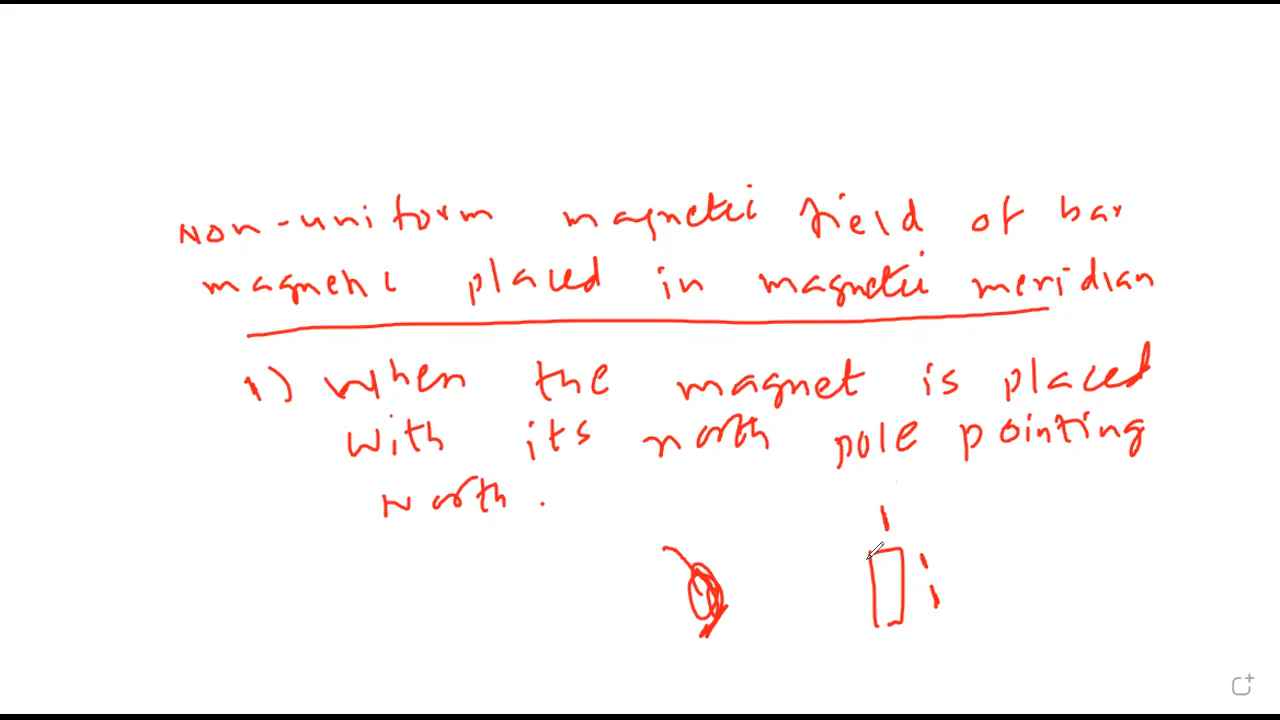 Non-uniform magnetic field of bar
magnetic placed in magnetic meridian
1) When the magnet is placed
with its north pole pointing
North.